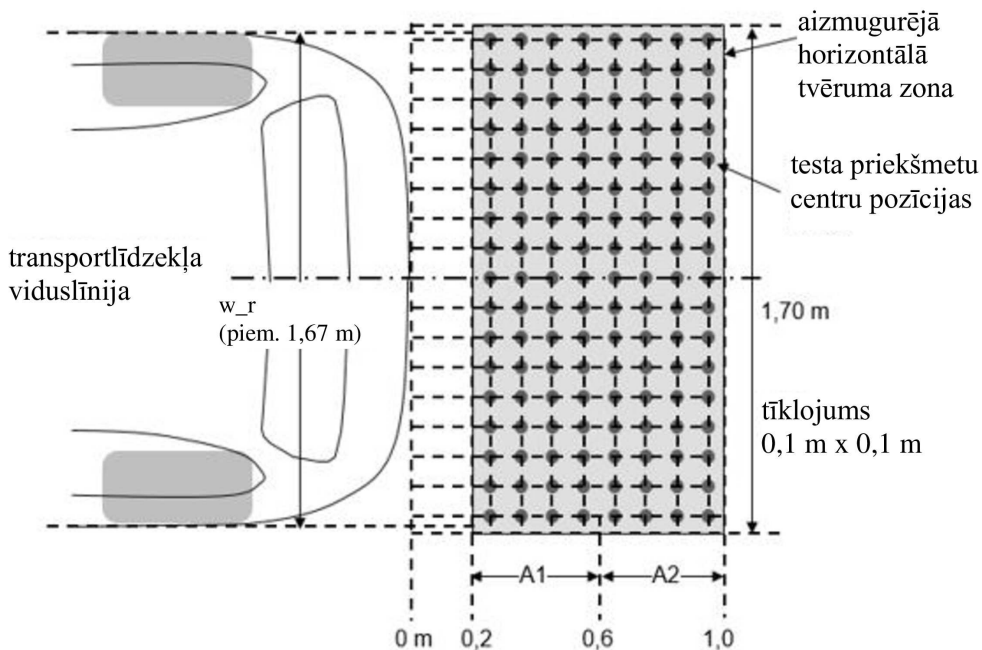 aizmugurējā
horizontālā
tvēruma zona
testa priekšmetu
centru pozīcijas
transportlīdzekļa
viduslīnija
w_r
(piem. 1,67 m)
1,70 m
tīklojums
0,1 m x 0,1 m
A1
A2
0 m
0,2
0,6
1,0